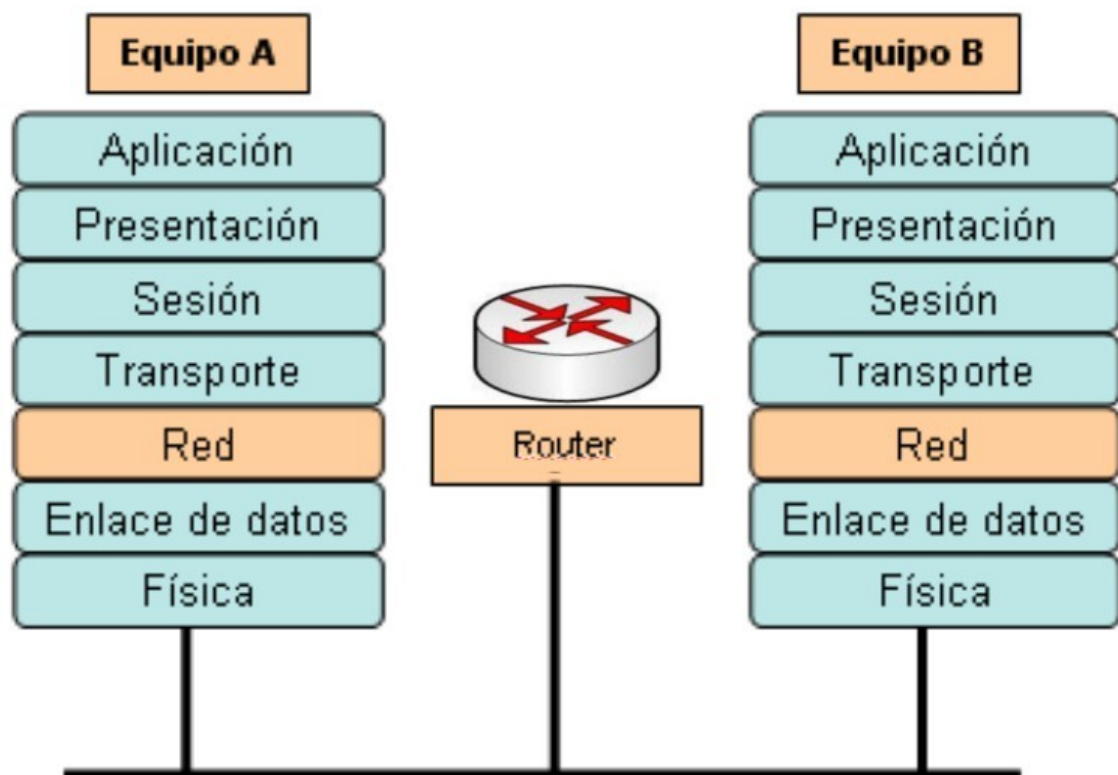 Equipo A
Aplicación
Presentación
Sesión
Transporte
Red
Enlace de datos
Física
Router
Equipo B
Aplicación
Presentación
Sesión
Transporte
Red
Enlace de datos
Física